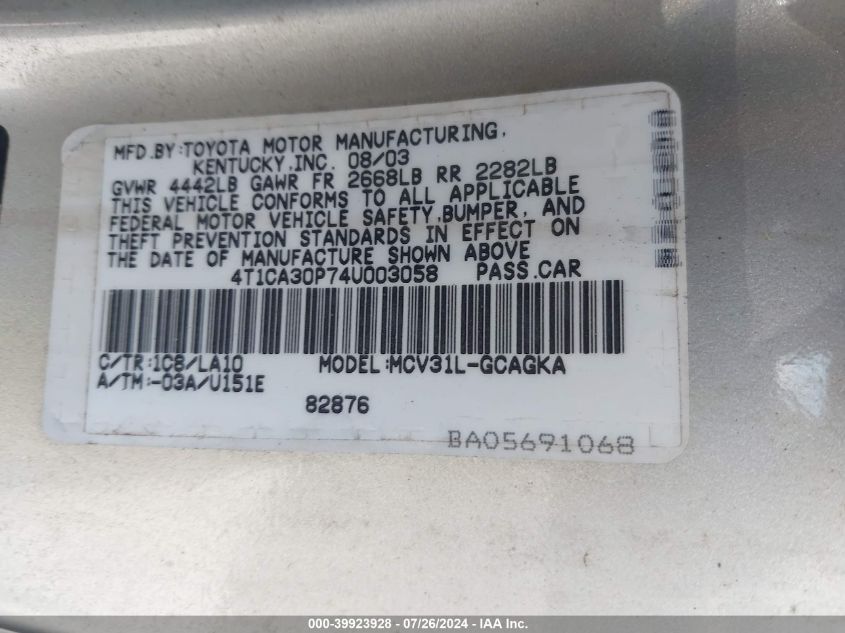 MFD.BY:TOYOTA MOTOR MANUFACTURING,
KENTUCKY,INC. 08/03
GVWR 4442LB GAWR FR 2668LB RR 2282LB
THIS VEHICLE CONFORMS TO ALL APPLICABLE
FEDERAL MOTOR VEHICLE SAFETY,BUMPER, AND
THEFT PREVENTION STANDARDS IN EFFECT ON
THE DATE OF MANUFACTURE SHOWN ABOVE
4T1CA30P74U003058 PASS.CAR
C/TR:1C8/LA10 MODEL:MCV31L-GCAGKA
A/TM:-03A/U151E
82876
BA05691068
000-39923928 - 07/26/2024 - IAAI.COM